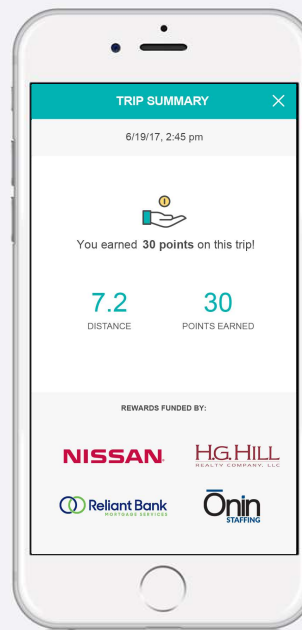 TRIP SUMMARY
6/19/17, 2:45 pm
You earned 30 points on this trip!
7.2 30
DISTANCE POINTS EARNED
REWARDS FUNDED BY:
NISSAN
H.G. HILL
REALTY COMPANY, LLC
Reliant Bank
MORTGAGE SERVICES
Ōnin
STAFFING